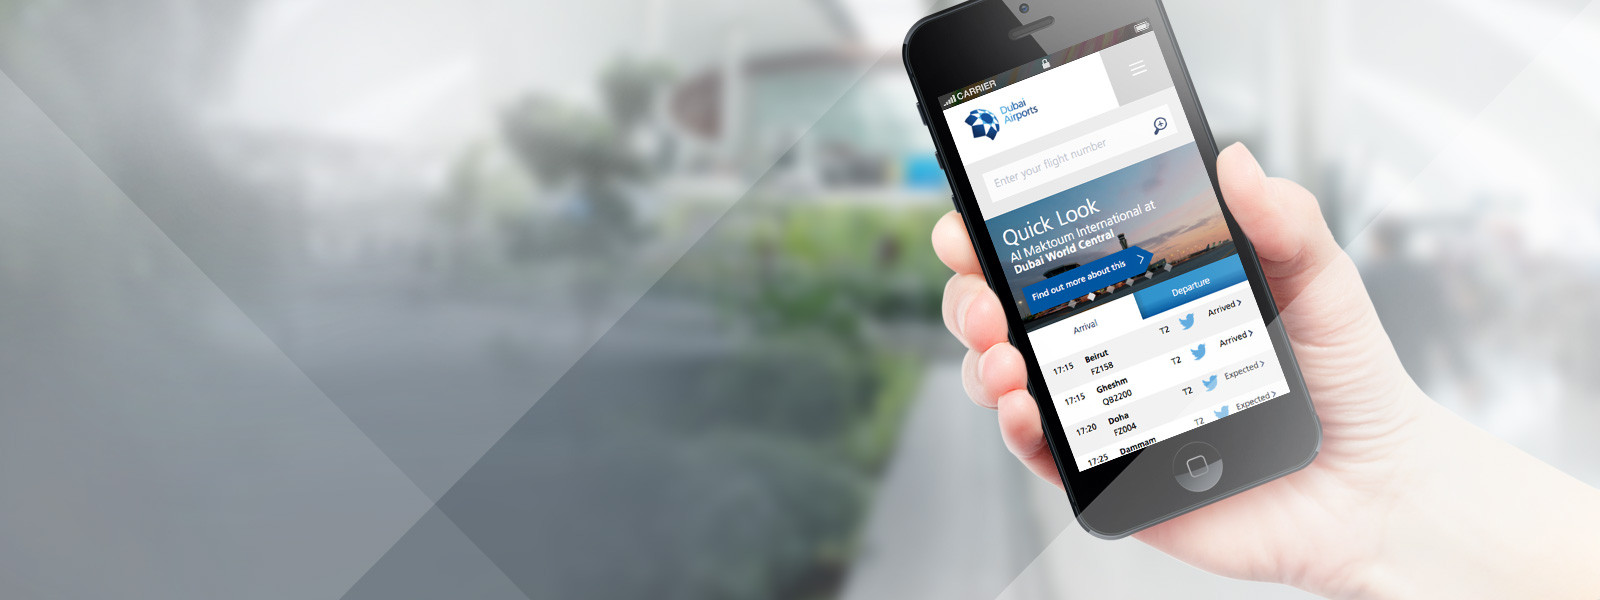 CARRIER
Dubai
Airports
Enter your flight number
Quick Look
Al Maktoum International at
Dubai World Central
Find out more about this
Arrival
Departure
17:15 Beirut T2 Arrived
FZ158
17:15 Gheshm T2 Arrived
QB2200
17:20 Doha T2 Expected
FZ004
17:25 Dammam T2 Expected